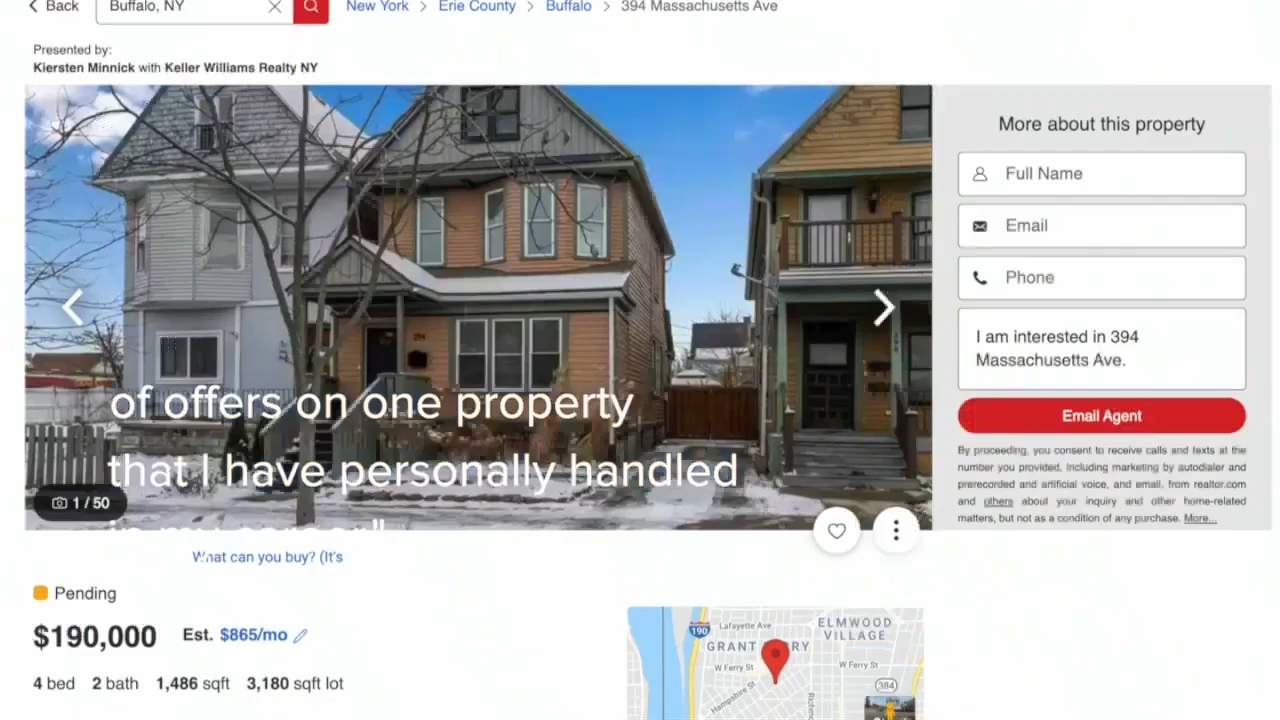 Back
Buffalo, NY
New York > Erie County > Buffalo > 394 Massachusetts Ave
Presented by:
Kiersten Minnick with Keller Williams Realty NY
of offers on one property
that I have personally handled
in my career"
1 / 50
More about this property
Full Name
Email
Phone
I am interested in 394
Massachusetts Ave.
Email Agent
By proceeding, you consent to receive calls and texts at the
number you provided, including marketing by autodialer and
prerecorded and artificial voice, and email, from realtor.com
and others about your inquiry and other home-related
matters, but not as a condition of any purchase. More...
What can you buy? (It's
Pending
$190,000 Est. $865/mo
4 bed 2 bath 1,486 sqft 3,180 sqft lot
190
Lafayette Ave
ELMWOOD
VILLAGE
W Ferry St
W Ferry St
Hampshire St
384